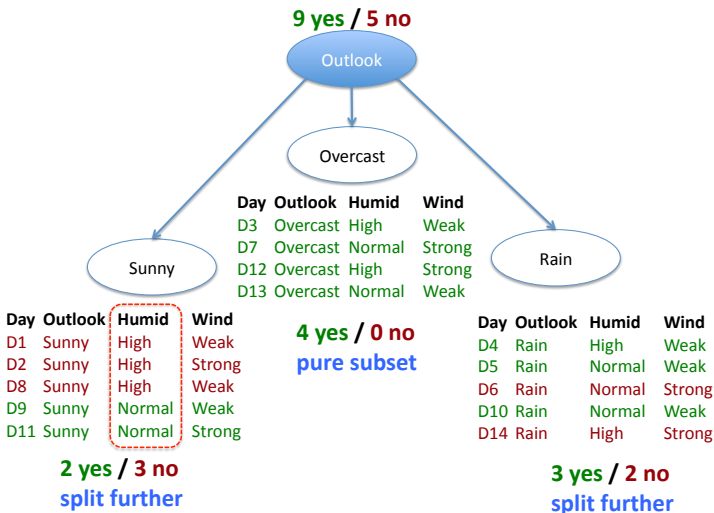 9 yes / 5 no
Outlook
Overcast
Day Outlook Humid Wind
D3 Overcast High Weak
D7 Overcast Normal Strong
D12 Overcast High Strong
D13 Overcast Normal Weak
4 yes / 0 no
pure subset
Sunny
Day Outlook Humid Wind
D1 Sunny High Weak
D2 Sunny High Strong
D8 Sunny High Weak
D9 Sunny Normal Weak
D11 Sunny Normal Strong
2 yes / 3 no
split further
Rain
Day Outlook Humid Wind
D4 Rain High Weak
D5 Rain Normal Weak
D6 Rain Normal Strong
D10 Rain Normal Weak
D14 Rain High Strong
3 yes / 2 no
split further